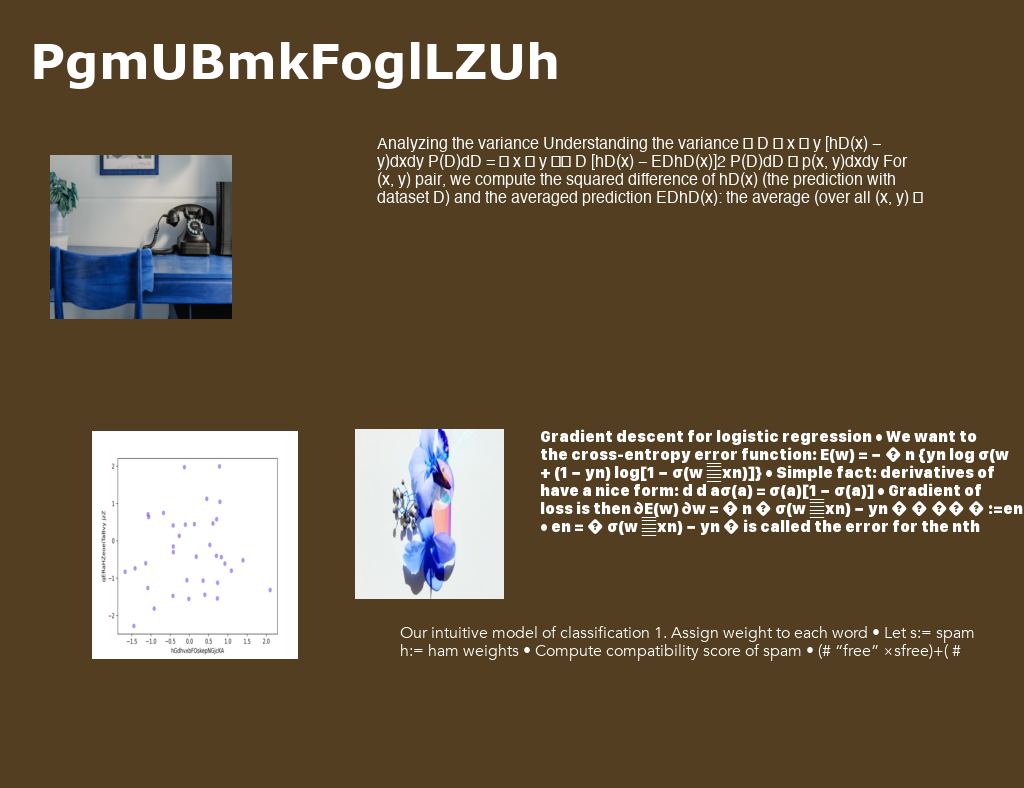 PgmUBmkFoglLZUh
Analyzing the variance Understanding the variance � D � x � y [hD(x) −
y)dxdy P(D)dD = � x � y �� D [hD(x) − EDhD(x)]2 P(D)dD � p(x, y)dxdy For
(x, y) pair, we compute the squared difference of hD(x) (the prediction with
dataset D) and the averaged prediction EDhD(x): the average (over all (x, y) �
Gradient descent for logistic regression • We want to
the cross-entropy error function: E(w) = − � n {yn log σ(w
+ (1 − yn) log[1 − σ(w xn)]} • Simple fact: derivatives of
have a nice form: d d aσ(a) = σ(a)[1 − σ(a)] • Gradient of
loss is then ∂E(w) ∂w = � n � σ(w xn) − yn � � �� � :=en
• en = � σ(w xn) − yn � is called the error for the nth
Our intuitive model of classification 1. Assign weight to each word • Let s:= spam
h:= ham weights • Compute compatibility score of spam • (# “free” ×sfree)+( #
2
1
0
−1
−2
−1.5 −1.0 −0.5 0.0 0.5 1.0 1.5 2.0